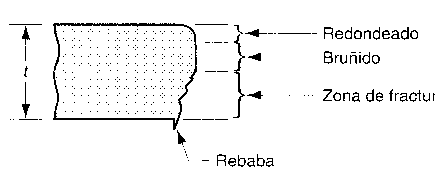 Redondeado
Bruñido
t
Zona de fractur
Rebaba